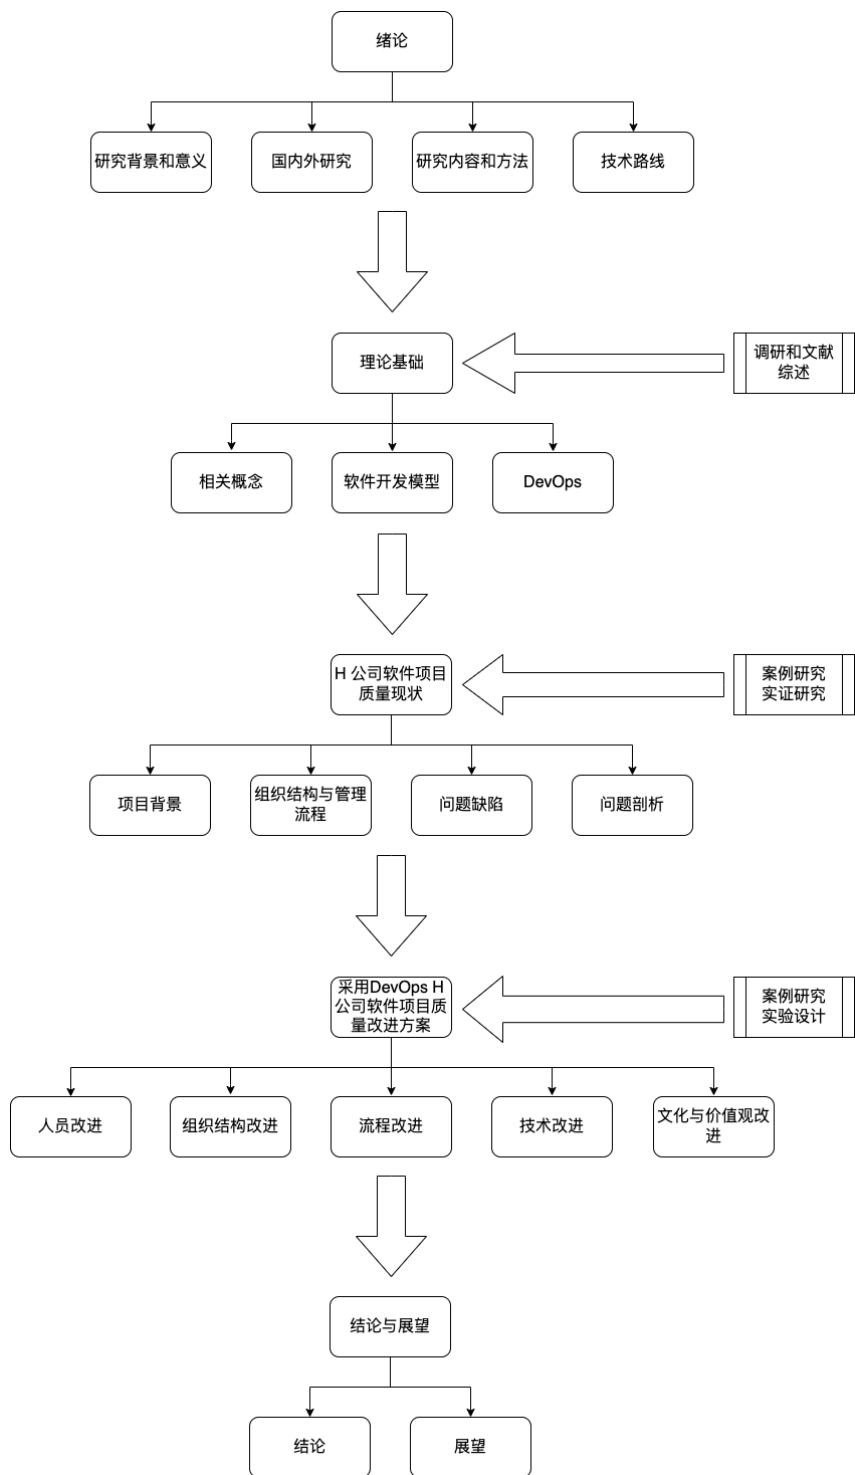 绪论
研究背景和意义
国内外研究
研究内容和方法
技术路线
理论基础
调研和文献
综述
相关概念
软件开发模型
DevOps
H 公司软件项目
质量现状
案例研究
实证研究
项目背景
组织结构与管理
流程
问题缺陷
问题剖析
采用DevOps H
公司软件项目质
量改进方案
案例研究
实验设计
人员改进
组织结构改进
流程改进
技术改进
文化与价值观改
进
结论与展望
结论
展望